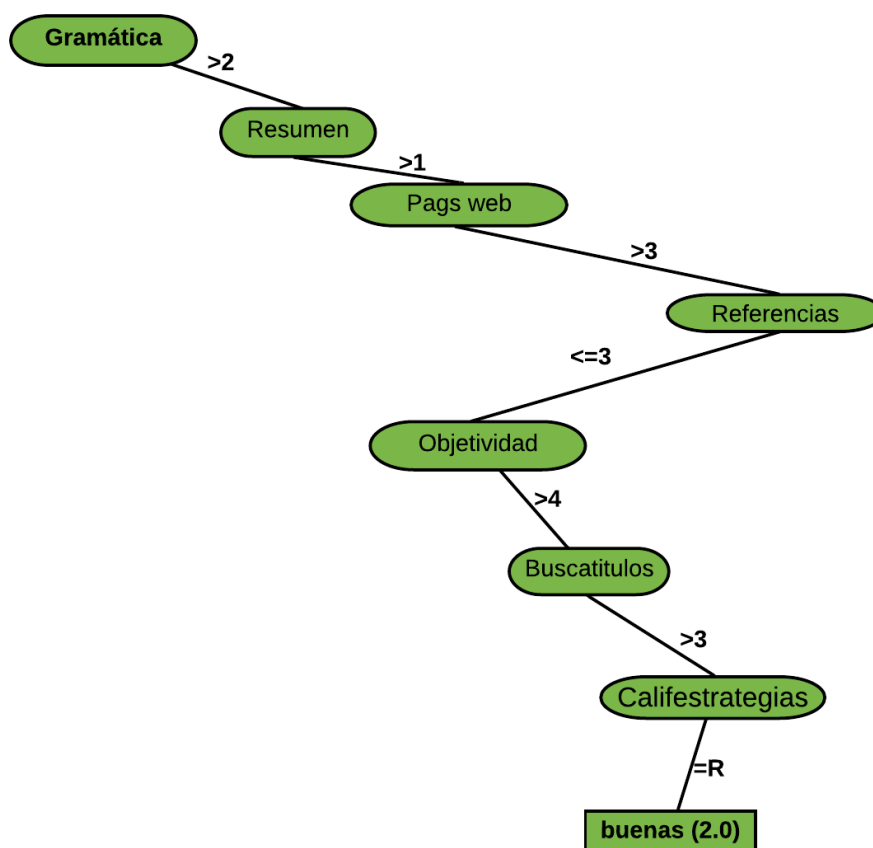 Gramática
>2
Resumen
>1
Pags web
>3
Referencias
<=3
Objetividad
>4
Buscatitulos
>3
Califestrategias
=R
buenas (2.0)